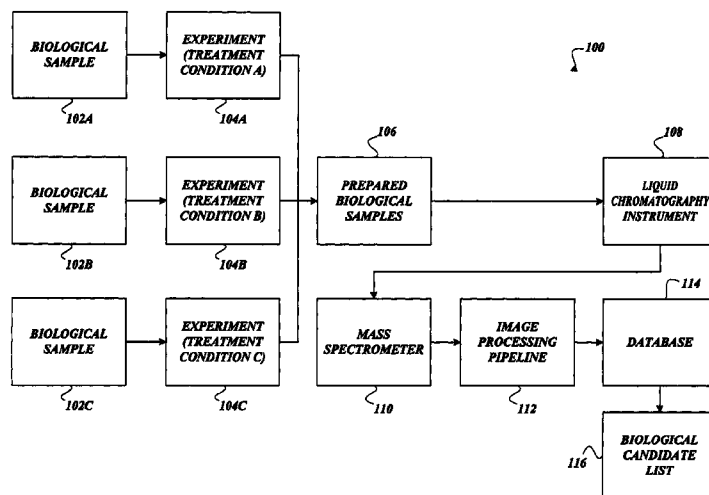 BIOLOGICAL
SAMPLE
102A
EXPERIMENT
(TREATMENT
CONDITION A)
104A
100
BIOLOGICAL
SAMPLE
102B
EXPERIMENT
(TREATMENT
CONDITION B)
104B
106
PREPARED
BIOLOGICAL
SAMPLES
108
LIQUID
CHROMATOGRAPHY
INSTRUMENT
BIOLOGICAL
SAMPLE
102C
EXPERIMENT
(TREATMENT
CONDITION C)
104C
MASS
SPECTROMETER
110
IMAGE
PROCESSING
PIPELINE
112
114
DATABASE
116
BIOLOGICAL
CANDIDATE
LIST